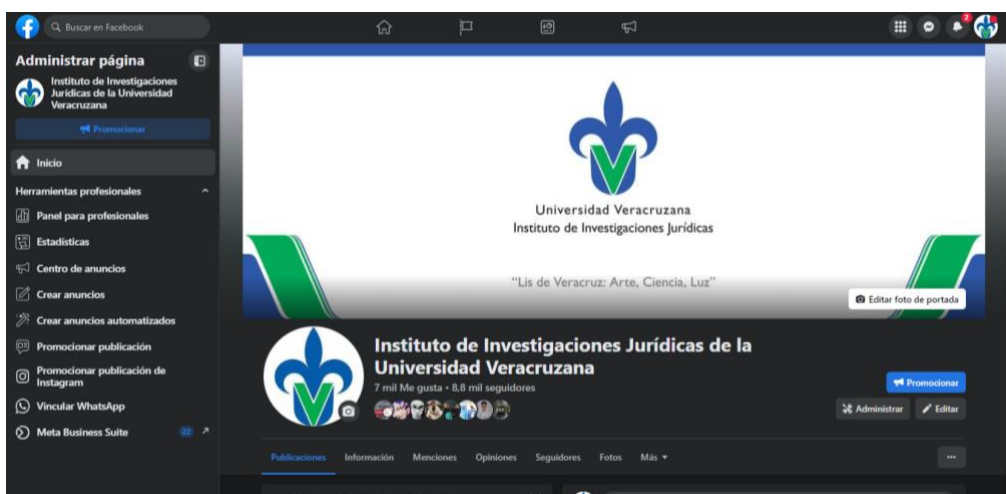 Buscar en Facebook
2
Administrar página
Instituto de Investigaciones
Jurídicas de la Universidad
Veracruzana
Promocionar
Inicio
Herramientas profesionales
Panel para profesionales
Estadísticas
Centro de anuncios
Crear anuncios
Crear anuncios automatizados
Promocionar publicación
Promocionar publicación de
Instagram
Vincular WhatsApp
Meta Business Suite
22
Universidad Veracruzana
Instituto de Investigaciones Jurídicas
"Lis de Veracruz: Arte, Ciencia, Luz"
Editar foto de portada
Instituto de Investigaciones Jurídicas de la
Universidad Veracruzana
7 mil Me gusta • 8,8 mil seguidores
Promocionar
Administrar
Editar
Publicaciones
Información
Menciones
Opiniones
Seguidores
Fotos
Más